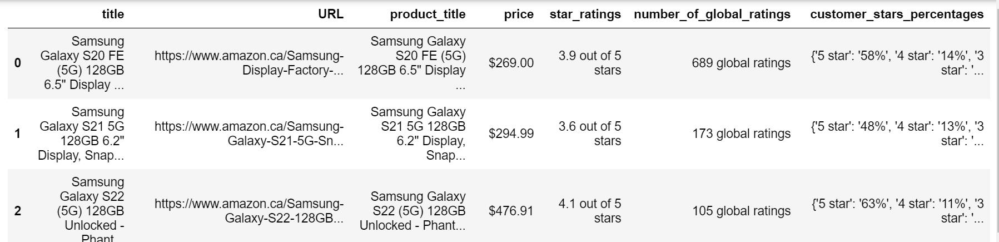 title URL product_title price star_ratings number_of_global_ratings customer_stars_percentages
0
Samsung
Galaxy S20 FE
(5G) 128GB
6.5" Display ...
https://www.amazon.ca/Samsung-
Display-Factory-...
Samsung Galaxy
S20 FE (5G)
128GB 6.5" Display
...
$269.00
3.9 out of 5
stars
689 global ratings
{'5 star': '58%', '4 star': '14%', '3
star': '...
1
Samsung
Galaxy S21 5G
128GB 6.2"
Display, Snap...
https://www.amazon.ca/Samsung-
Galaxy-S21-5G-Sn...
Samsung Galaxy
S21 5G 128GB
6.2" Display,
Snap...
$294.99
3.6 out of 5
stars
173 global ratings
{'5 star': '48%', '4 star': '13%', '3
star': '...
2
Samsung
Galaxy S22
(5G) 128GB
Unlocked -
Phant...
https://www.amazon.ca/Samsung-
Galaxy-S22-128GB...
Samsung Galaxy
S22 (5G) 128GB
Unlocked - Phant...
$476.91
4.1 out of 5
stars
105 global ratings
{'5 star': '63%', '4 star': '11%', '3
star': '...